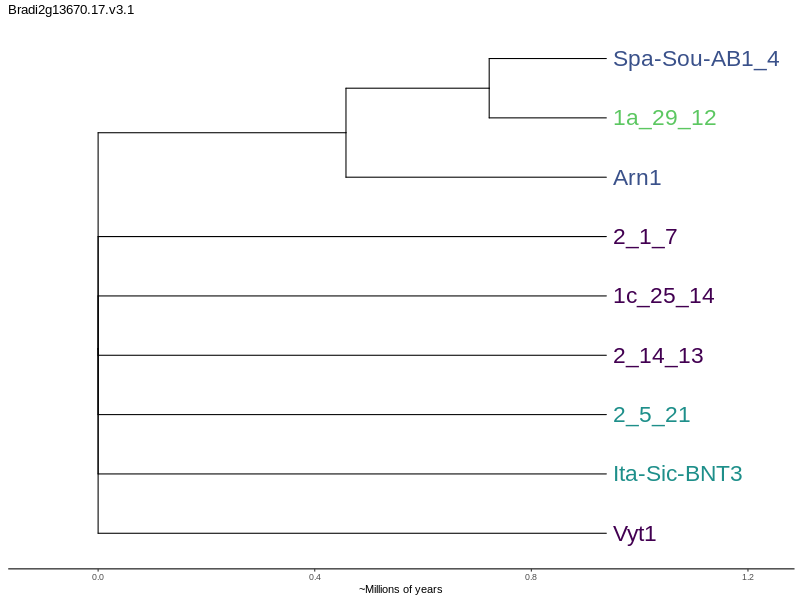 Bradi2g13670.17.v3.1
Spa-Sou-AB1_4
1a_29_12
Arn1
2_1_7
1c_25_14
2_14_13
2_5_21
Ita-Sic-BNT3
Vyt1
0.0 0.4 0.8 1.2
~Millions of years